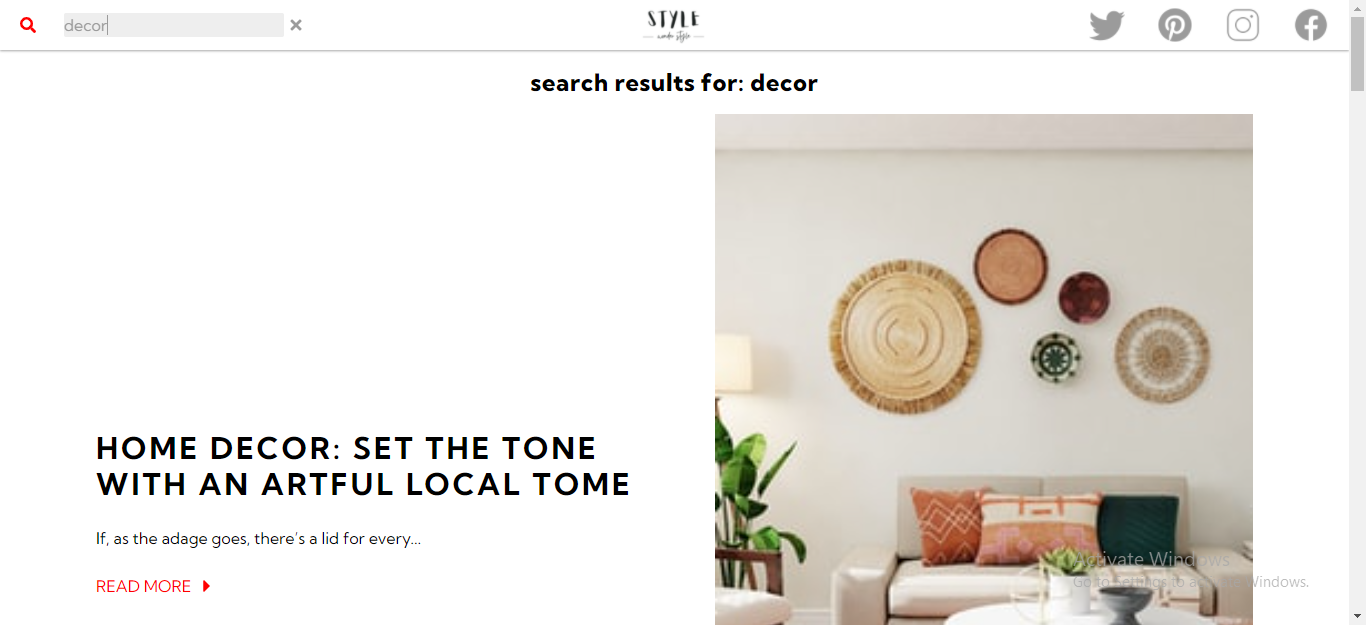 decor
STYLE
search results for: decor
HOME DECOR: SET THE TONE
WITH AN ARTFUL LOCAL TOME
If, as the adage goes, there's a lid for every...
READ MORE
Activate Windows
Go to Settings to activate Windows.